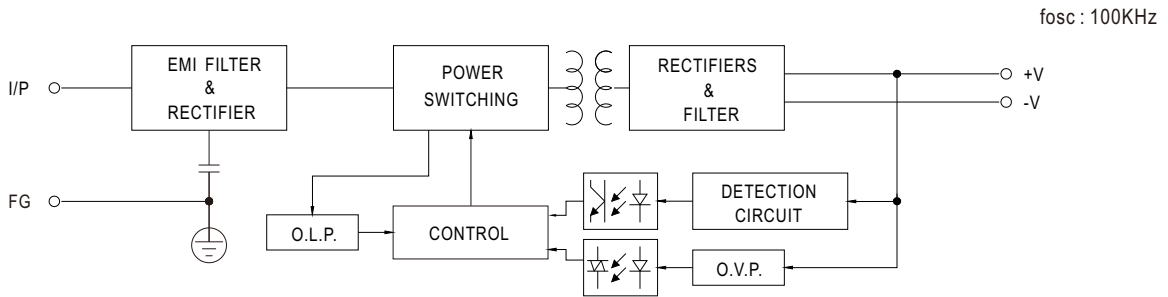 fosc : 100KHz
I/P
EMI FILTER
&
RECTIFIER
POWER
SWITCHING
RECTIFIERS
&
FILTER
+V
-V
FG
O.L.P.
CONTROL
DETECTION
CIRCUIT
O.V.P.